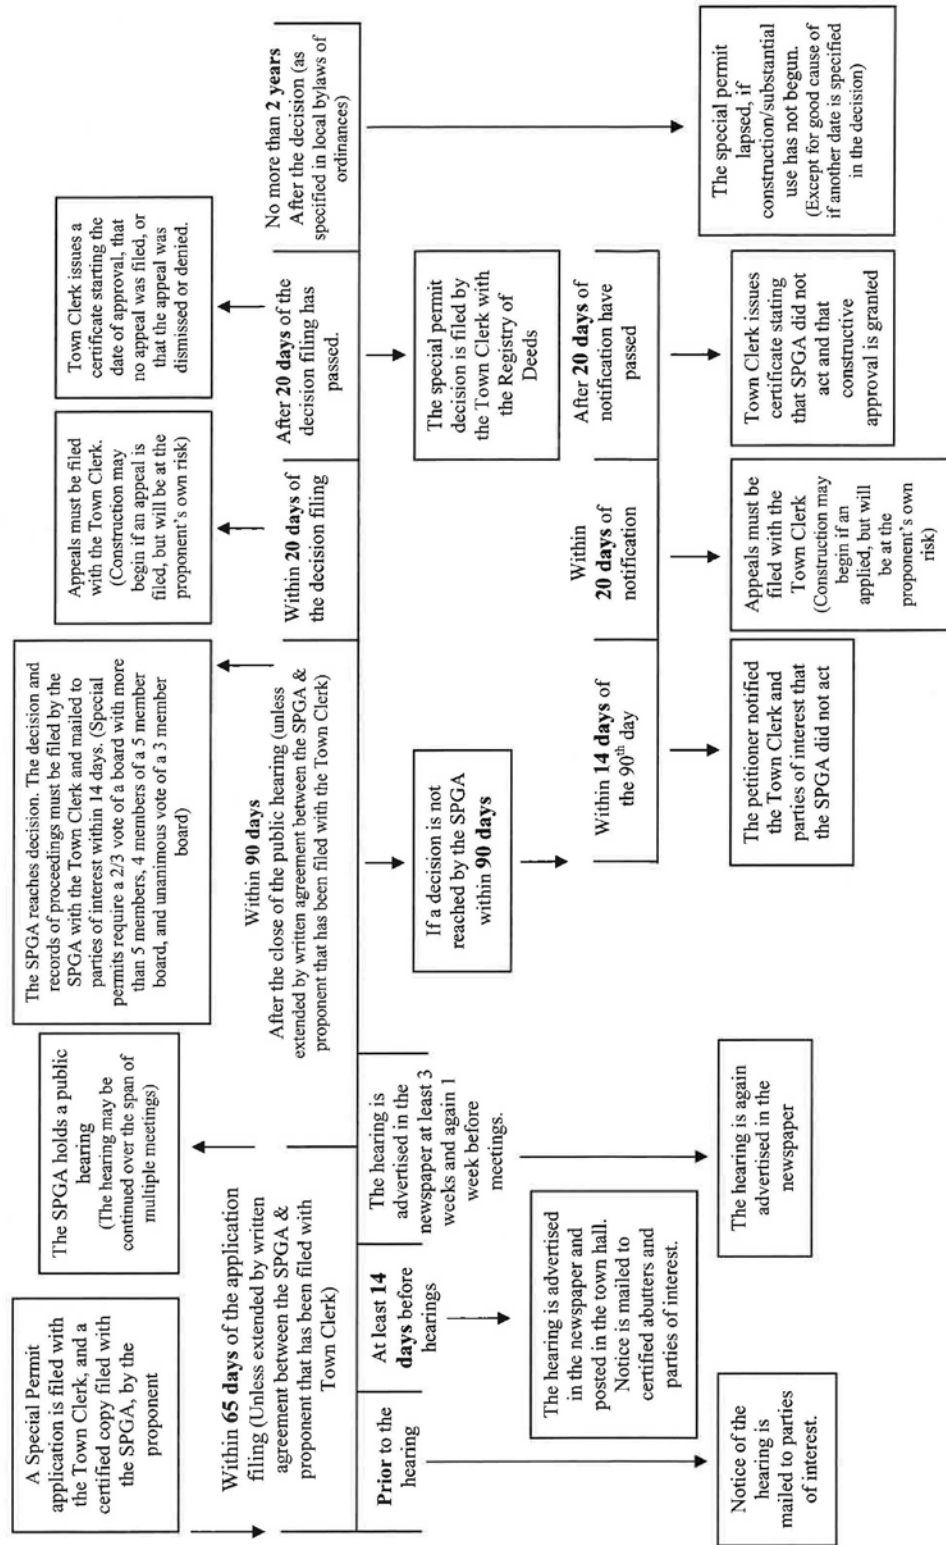 A Special Permit
application is filed with
the Town Clerk, and a
certified copy filed with
the SPGA, by the
proponent
The SPGA holds a public
hearing
(The hearing may be
continued over the span of
multiple meetings)
The SPGA reaches decision. The decision and
records of proceedings must be filed by the
SPGA with the Town Clerk and mailed to
parties of interest within 14 days. (Special
permits require a 2/3 vote of a board with more
than 5 members, 4 members of a 5 member
board, and unanimous vote of a 3 member
board)
Appeals must be filed
with the Town Clerk.
(Construction may
begin if an appeal is
filed, but will be at the
proponent's own risk)
Town Clerk issues a
certificate starting the
date of approval, that
no appeal was filed, or
that the appeal was
dismissed or denied.
Within 65 days of the application
filing (Unless extended by written
agreement between the SPGA &
proponent that has been filed with
Town Clerk)
Within 90 days
After the close of the public hearing (unless
extended by written agreement between the SPGA &
proponent that has been filed with the Town Clerk)
Within 20 days of
the decision filing
After 20 days of the
decision filing has
passed.
No more than 2 years
After the decision (as
specified in local bylaws of
ordinances)
Prior to the
hearing
At least 14
days before
hearings
The hearing is
advertised in the
newspaper at least 3
weeks and again 1
week before
meetings.
If a decision is not
reached by the SPGA
within 90 days
The special permit
decision is filed by
the Town Clerk with
the Registry of
Deeds
The hearing is advertised
in the newspaper and
posted in the town hall.
Notice is mailed to
certified abutters and
parties of interest.
Within 14 days of
the 90th day
Within
20 days of
notification
After 20 days of
notification have
passed
Notice of the
hearing is
mailed to parties
of interest.
The hearing is again
advertised in the
newspaper
The petitioner notified
the Town Clerk and
parties of interest that
the SPGA did not act
Appeals must be
filed with the
Town Clerk
(Construction may
begin if an
applied, but will
be at the
proponent's own
risk)
Town Clerk issues
certificate stating
that SPGA did not
act and that
constructive
approval is granted
The special permit
lapsed, if
construction/substantial
use has not begun.
(Except for good cause of
if another date is specified
in the decision)